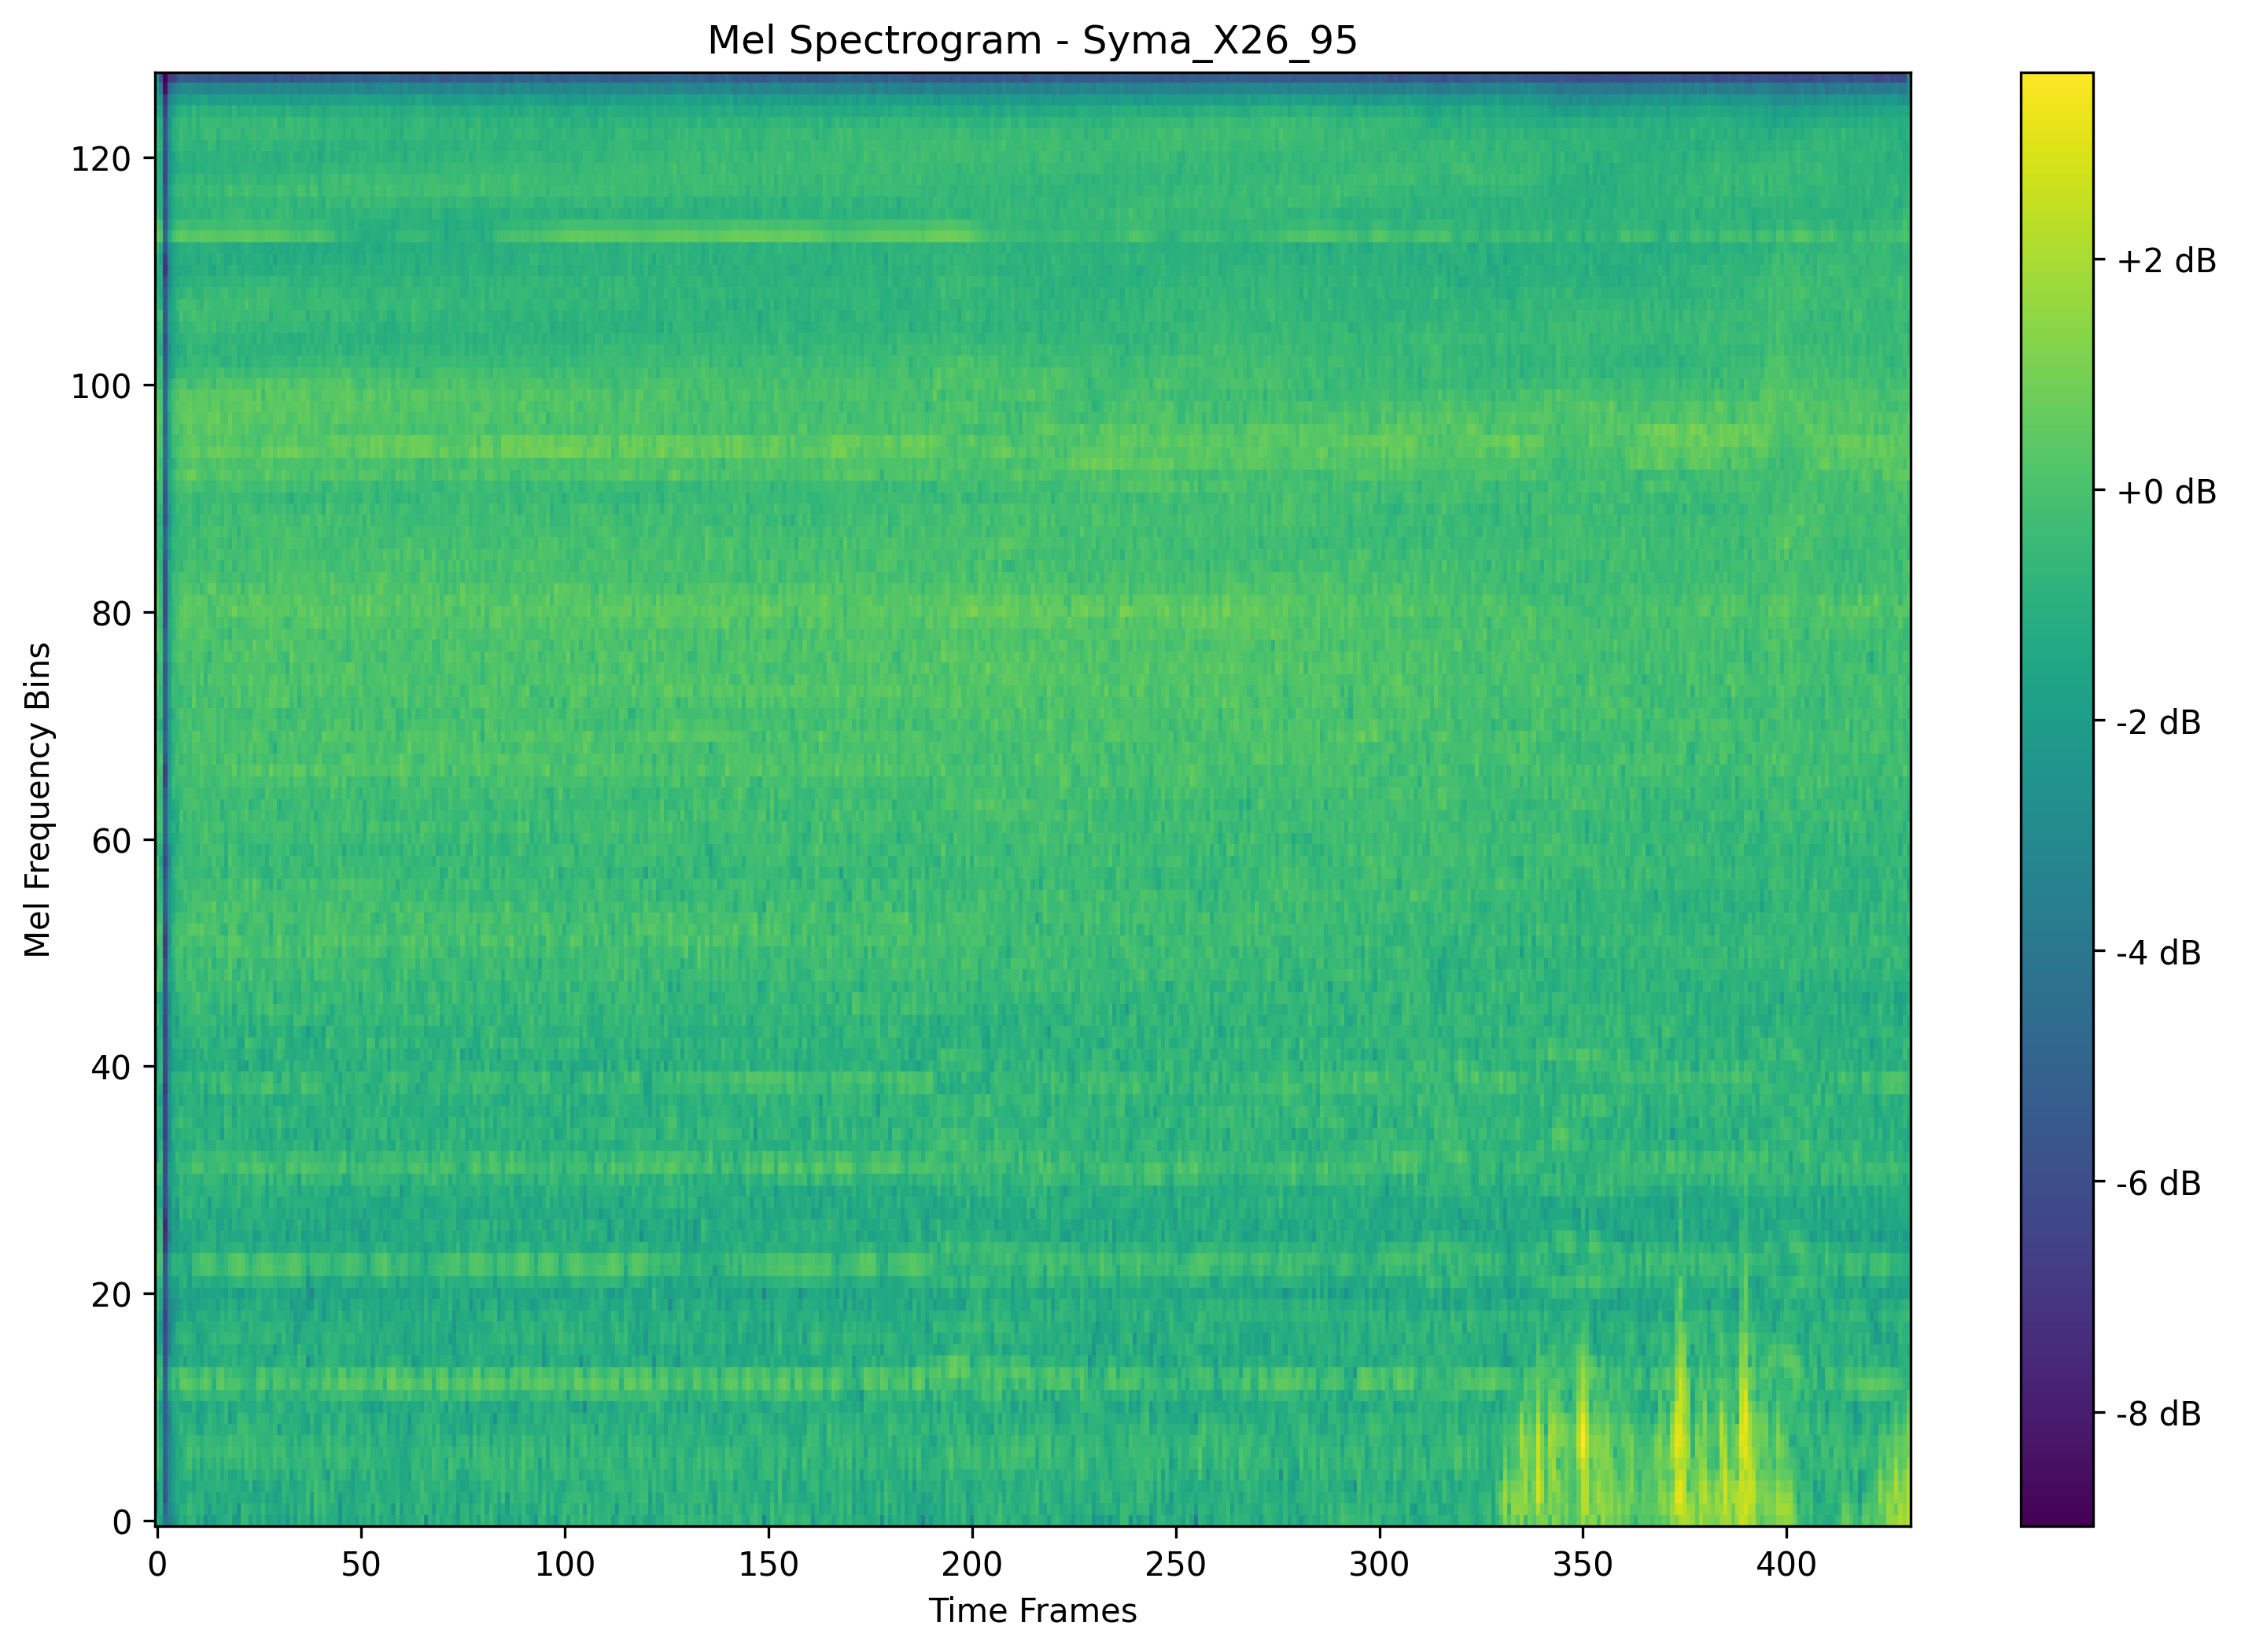 Mel Spectrogram - Syma_X26_95
Mel Frequency Bins
120
100
80
60
40
20
0
0 50 100 150 200 250 300 350 400
Time Frames
+2 dB
+0 dB
-2 dB
-4 dB
-6 dB
-8 dB